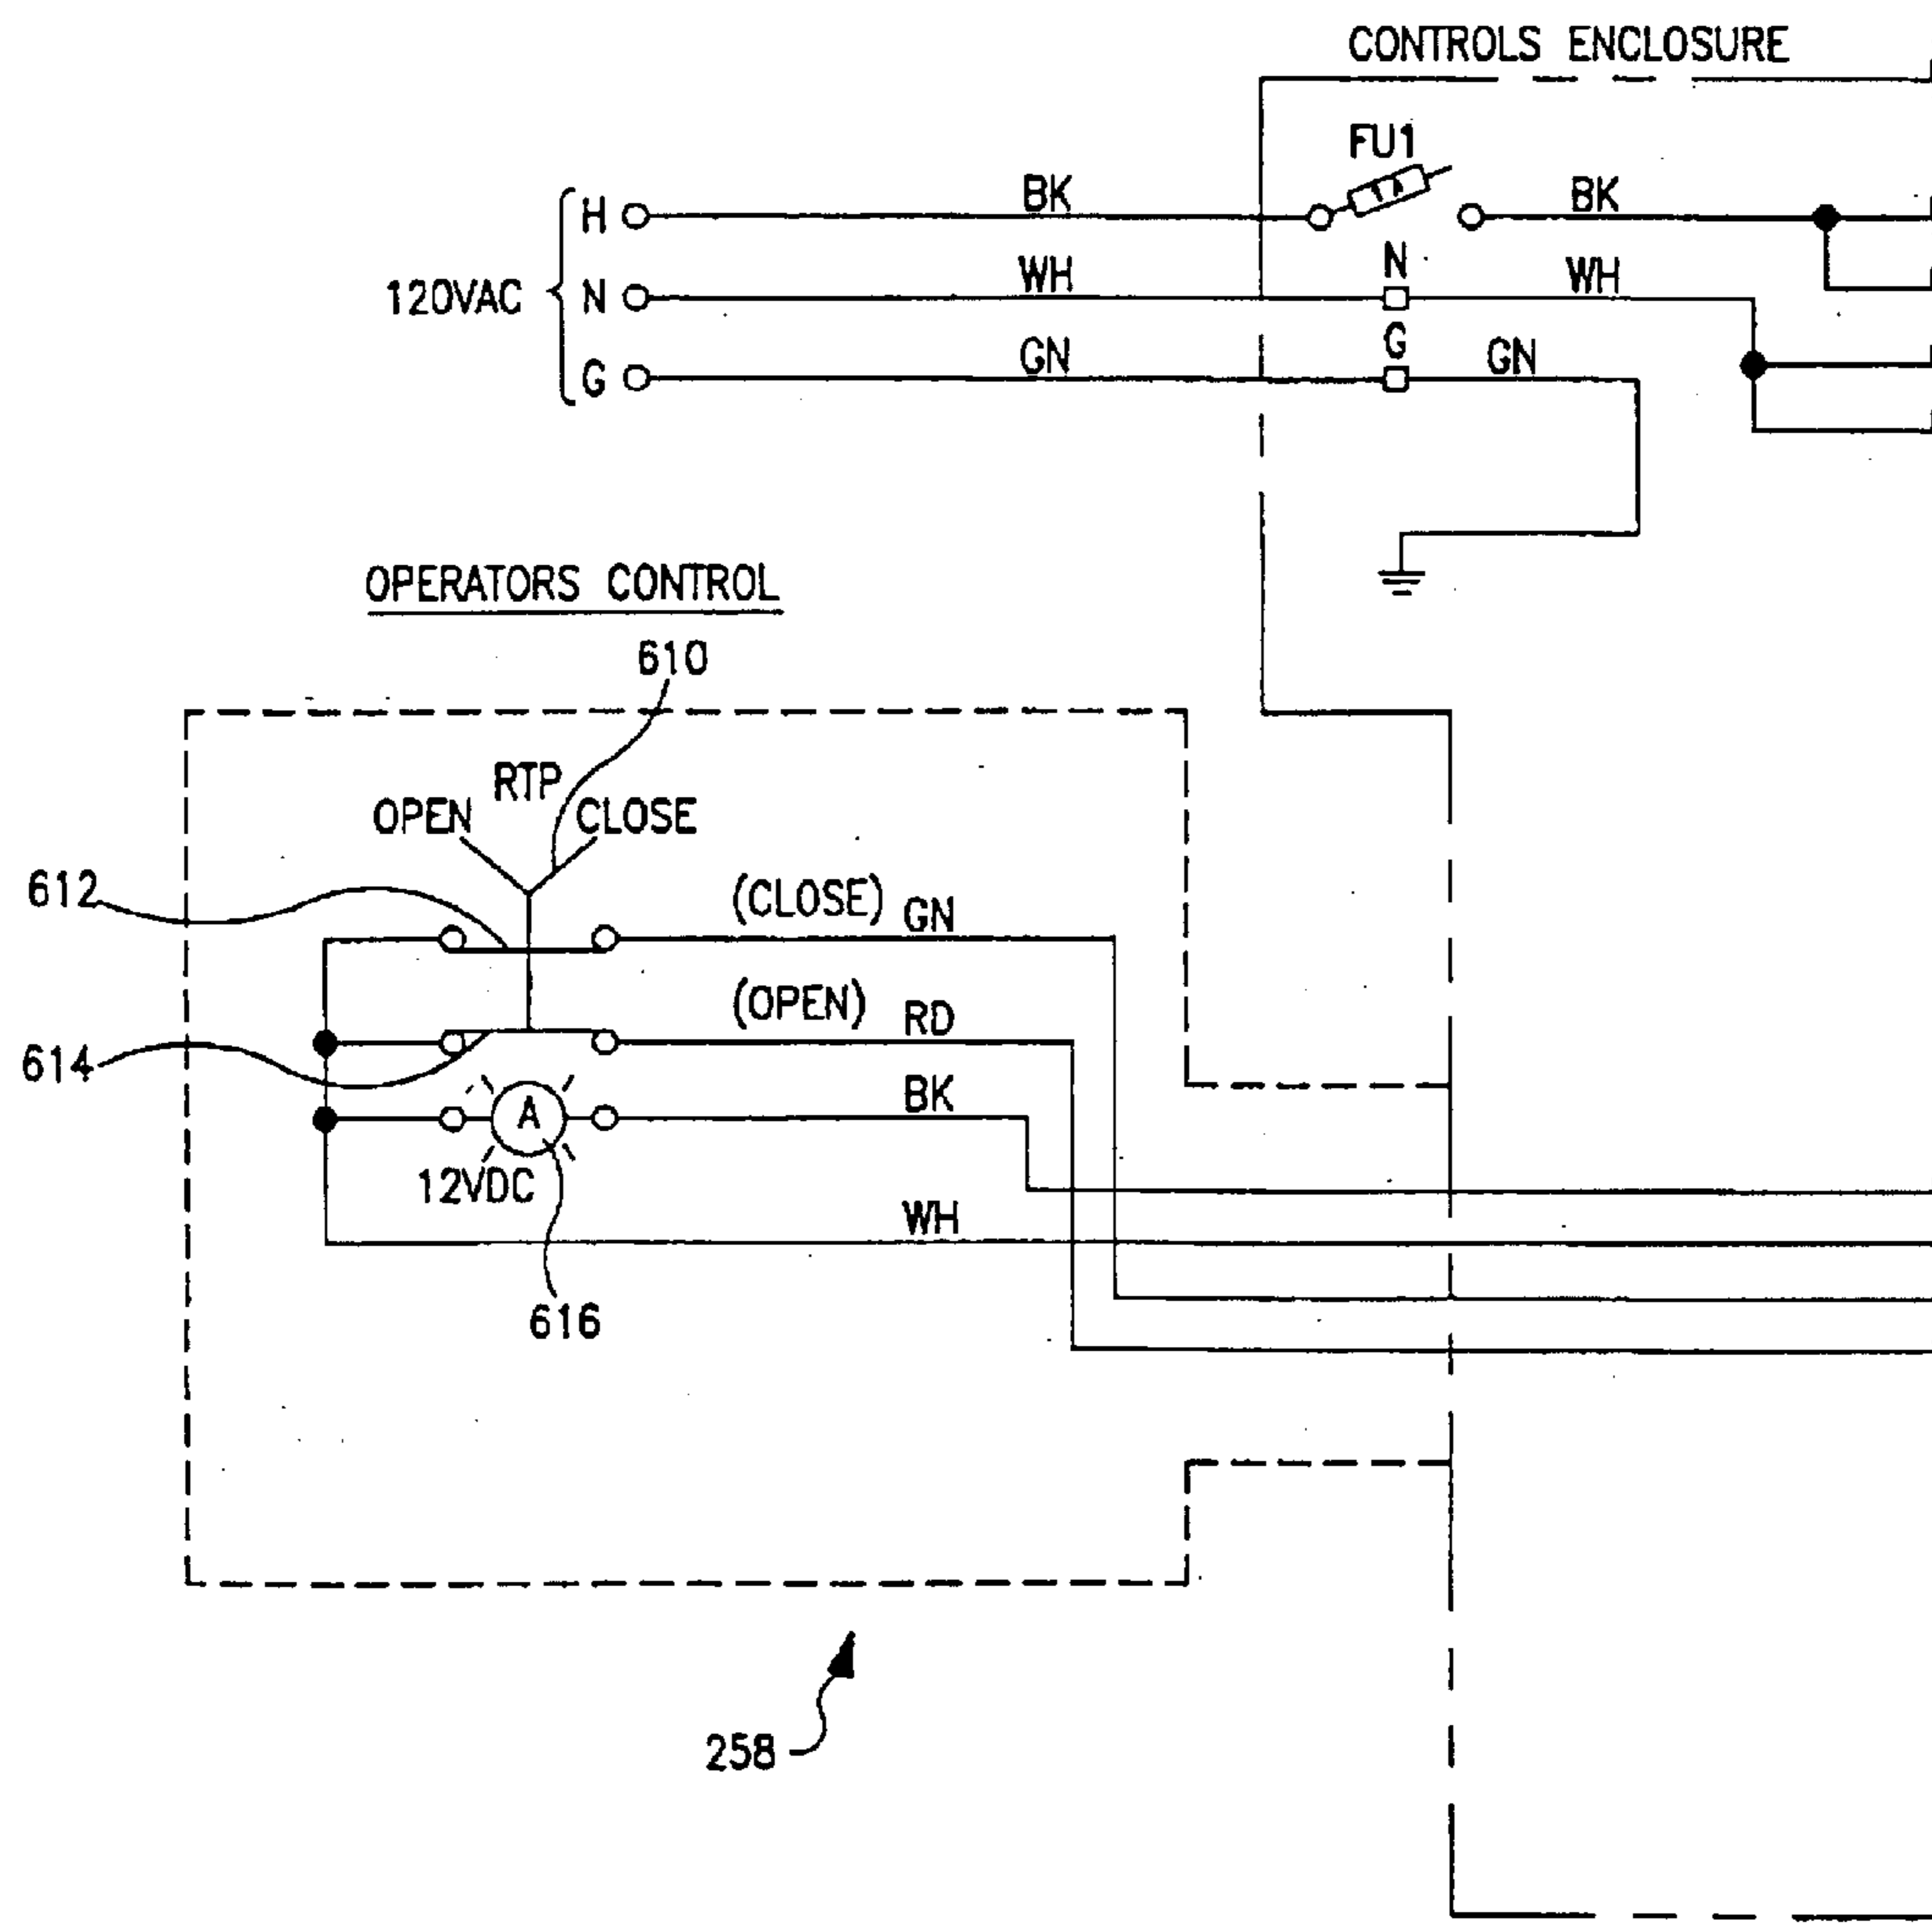 CONTROLS ENCLOSURE
FU1
120VAC
H
BK
BK
N
WH
N
WH
G
GN
G
GN
OPERATORS CONTROL
610
RTP
OPEN
CLOSE
612
(CLOSE) GN
(OPEN) RD
614
A
BK
12VDC
WH
616
258